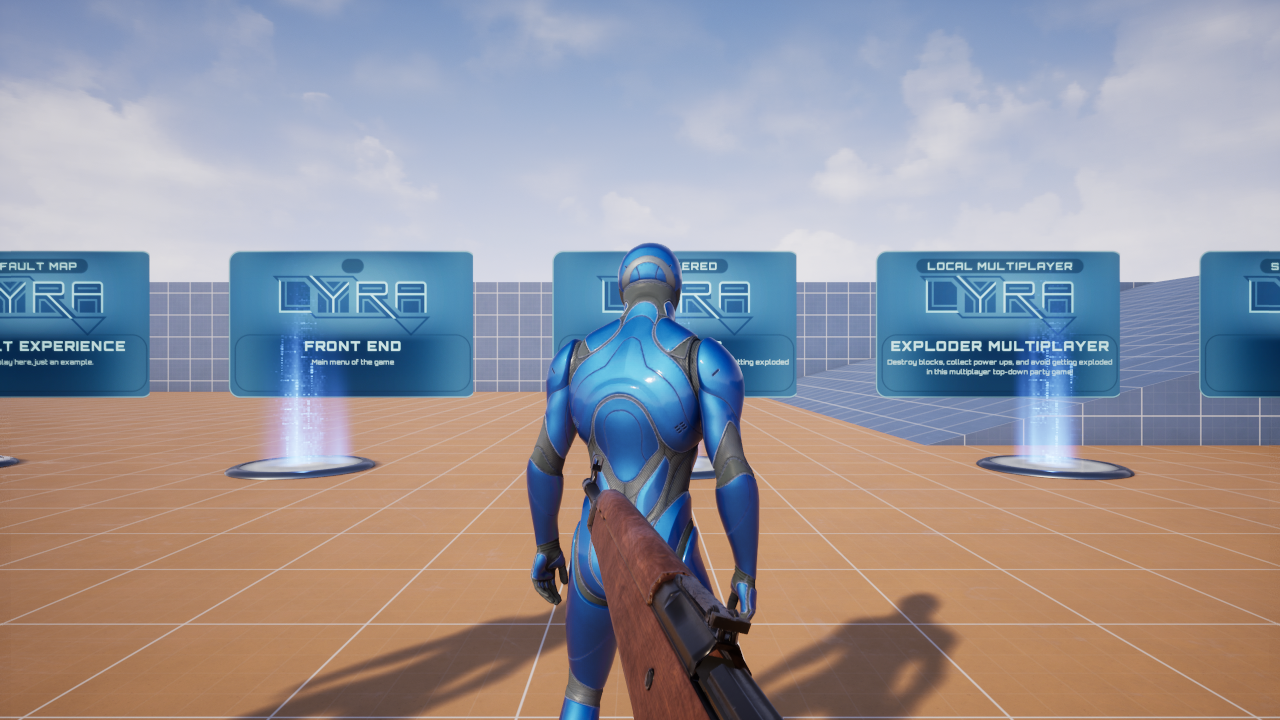 FAULT MAP
YRA
LT EXPERIENCE
lay here, just an example.
LYRA
FRONT END
Main menu of the game
ERED
RA
tting exploded
LOCAL MULTIPLAYER
LYRA
EXPLODER MULTIPLAYER
Destroy blocks, collect power ups, and avoid getting exploded
in this multiplayer top-down party game!
S
L